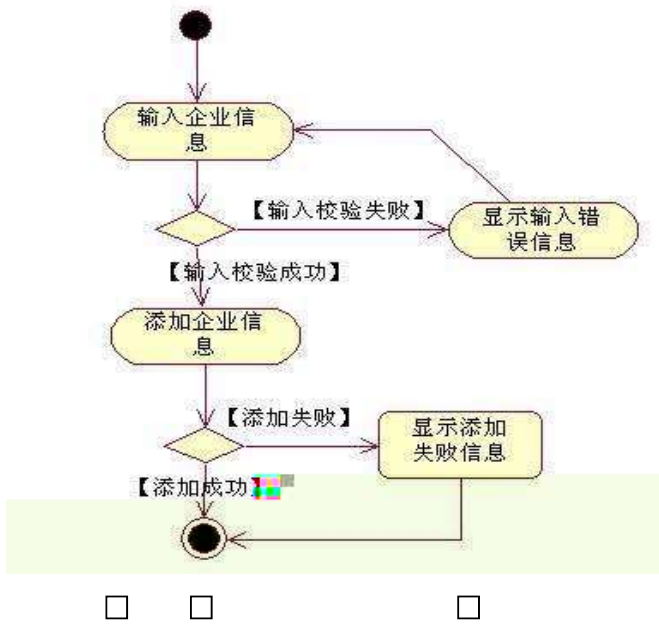 输入企业信
息
【输入校验失败】
显示输入错
误信息
【输入校验成功】
添加企业信
息
【添加失败】
显示添加
失败信息
【添加成功】